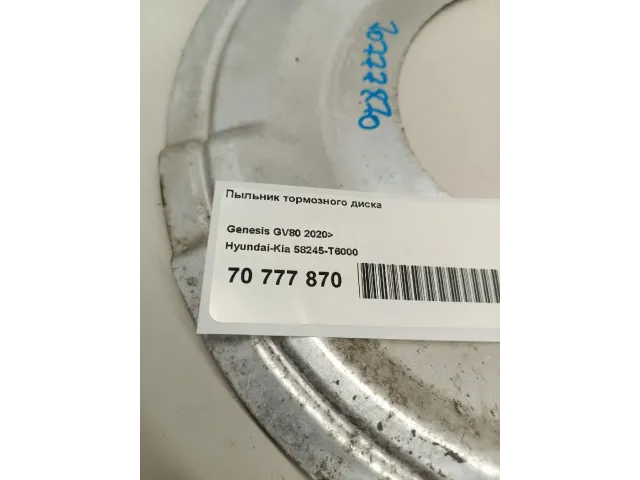 70777870
Пыльник тормозного диска
Genesis GV80 2020>
Hyundai-Kia 58245-T6000
70 777 870